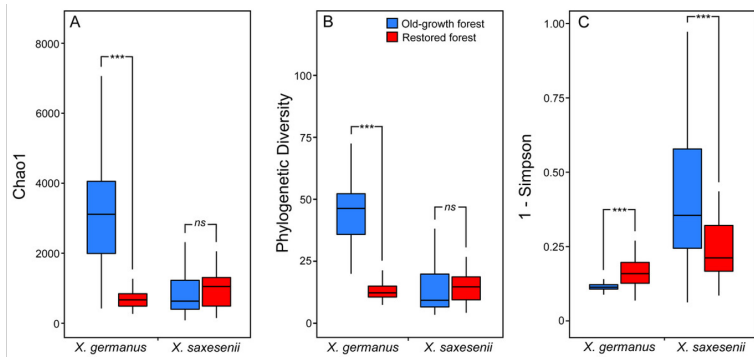 A
Chao1
8000
6000
4000
2000
0
***
ns
X. germanus X. saxesenii
B
Old-growth forest
Restored forest
Phylogenetic Diversity
100
75
50
25
0
***
ns
X. germanus X. saxesenii
C
1 - Simpson
1.00
0.75
0.50
0.25
0.00
***
***
X. germanus X. saxesenii